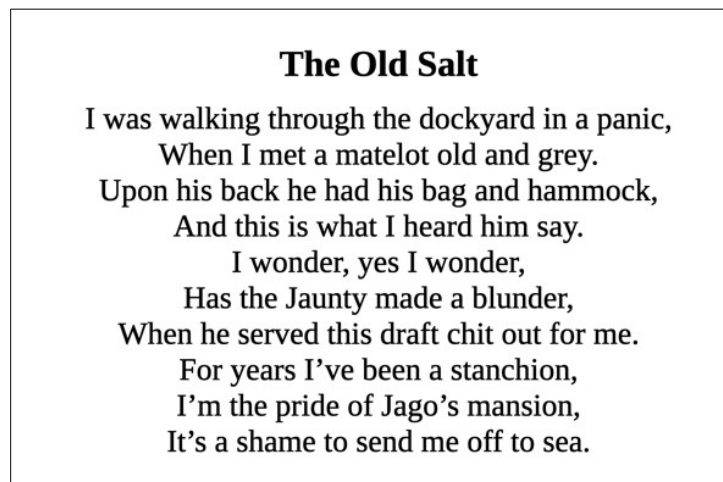 The Old Salt
I was walking through the dockyard in a panic,
When I met a matelot old and grey.
Upon his back he had his bag and hammock,
And this is what I heard him say.
I wonder, yes I wonder,
Has the Jaunty made a blunder,
When he served this draft chit out for me.
For years I’ve been a stanchion,
I’m the pride of Jago’s mansion,
It’s a shame to send me off to sea.